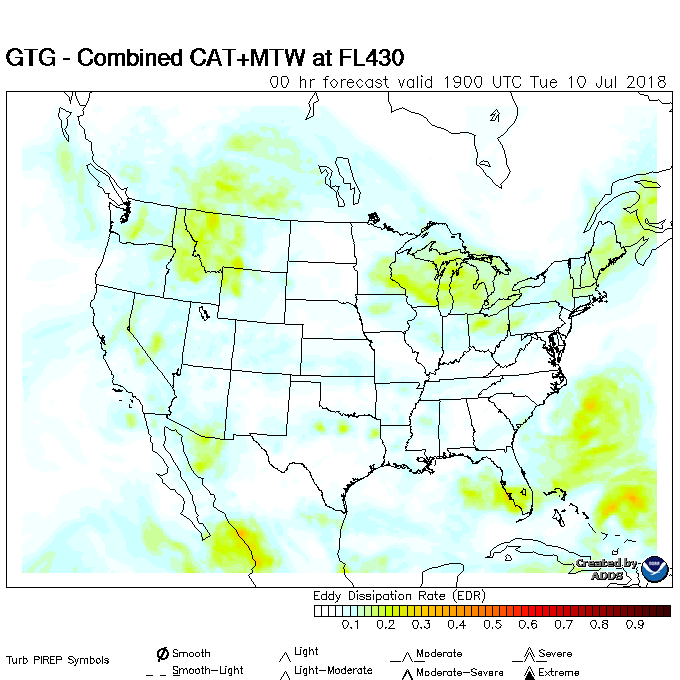 GTG - Combined CAT+MTW at FL430
00 hr forecast valid 1900 UTC Tue 10 Jul 2018
Created by
ADDS
Eddy Dissipation Rate (EDR)
0.1 0.2 0.3 0.4 0.5 0.6 0.7 0.8 0.9
Turb PIREP Symbols
Smooth
Light
Moderate
Severe
Smooth-Light
Light-Moderate
Moderate-Severe
Extreme